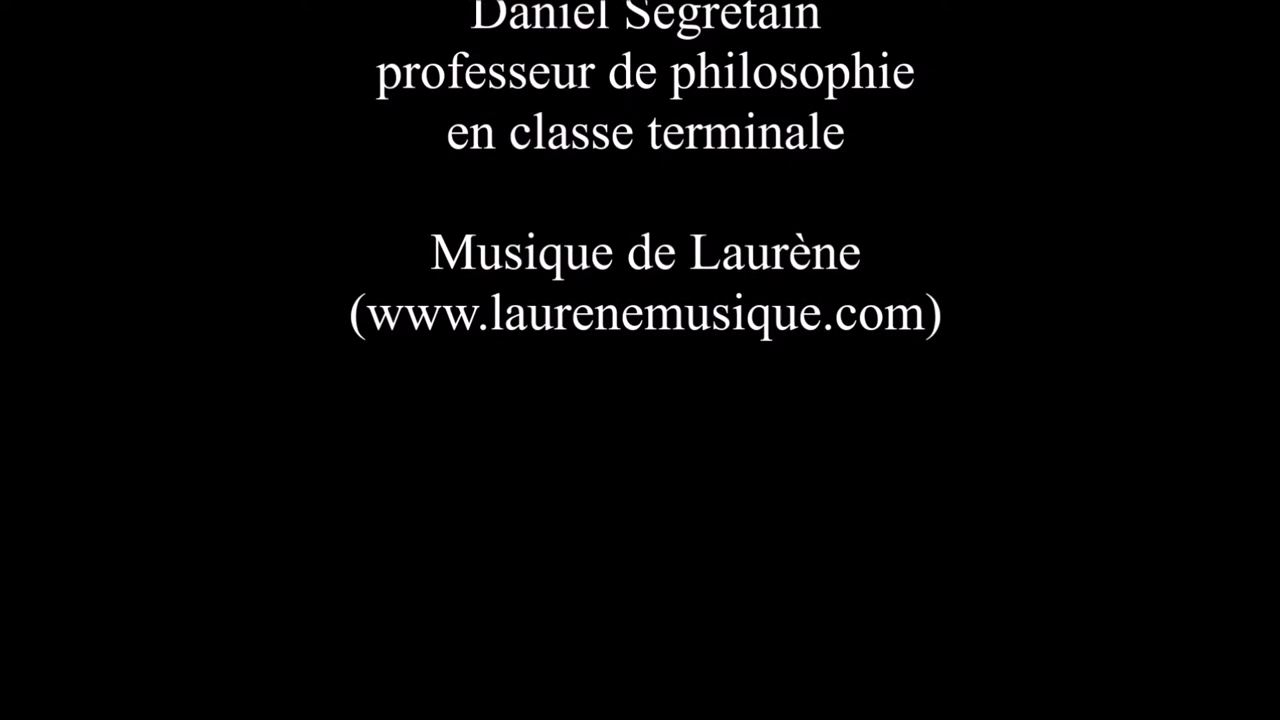 Daniel Segretain
professeur de philosophie
en classe terminale
Musique de Laurène
(www.laurenemusique.com)